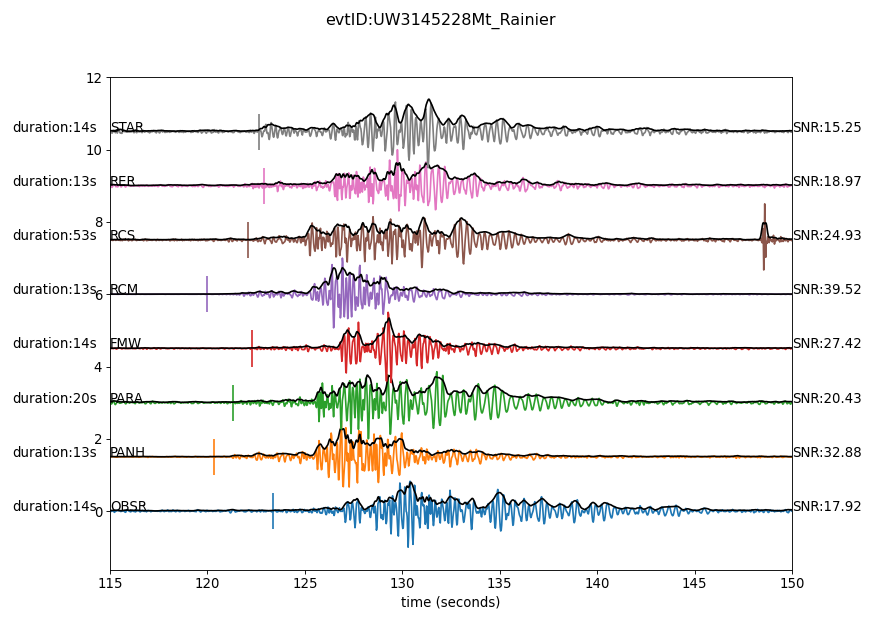 evtID:UW3145228Mt_Rainier
12
duration:14s STAR SNR:15.25
10
duration:13s RER SNR:18.97
8
duration:53s RCS SNR:24.93
duration:13s RCM SNR:39.52
6
duration:14s FMW SNR:27.42
4
duration:20s PARA SNR:20.43
2
duration:13s PANH SNR:32.88
duration:14s OBSR SNR:17.92
0
115 120 125 130 135 140 145 150
time (seconds)